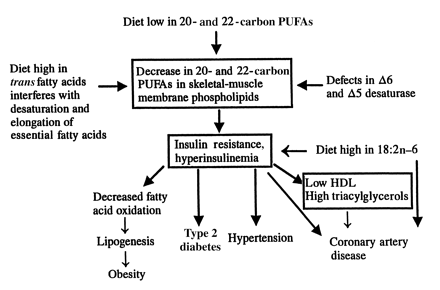 Diet low in 20- and 22-carbon PUFAs
Diet high in
trans fatty acids
interferes with
desaturation and
elongation of
essential fatty acids
Decrease in 20- and 22-carbon
PUFAs in skeletal-muscle
membrane phospholipids
Defects in Δ6
and Δ5 desaturase
Insulin resistance,
hyperinsulinemia
Diet high in 18:2n–6
Low HDL
High triacylglycerols
Decreased fatty
acid oxidation
Lipogenesis
Obesity
Type 2
diabetes
Hypertension
Coronary artery
disease